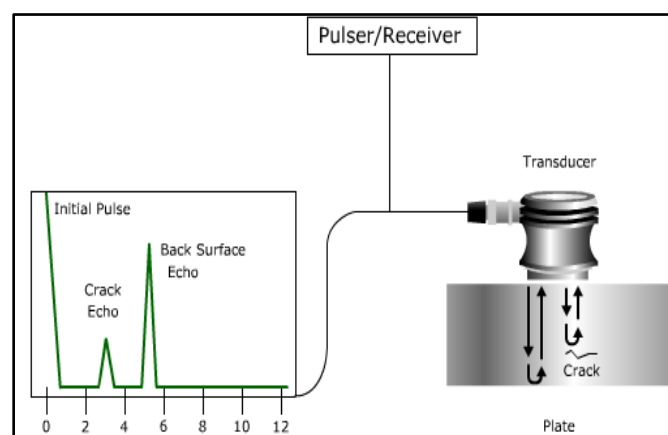 Pulser/Receiver
Transducer
Initial Pulse
Back Surface
Echo
Crack
Echo
Crack
0 2 4 6 8 10 12
Plate